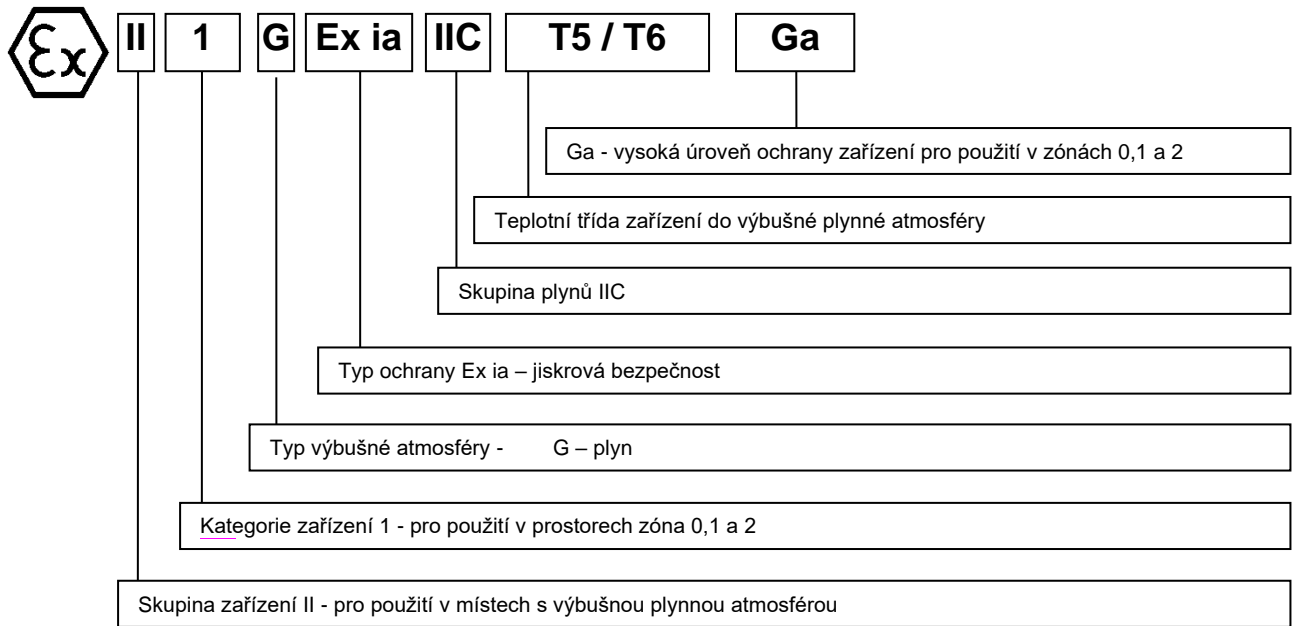 Ex II 1 G Ex ia IIC T5 / T6 Ga
Ga - vysoká úroveň ochrany zařízení pro použití v zónách 0,1 a 2
Teplotní třída zařízení do výbušné plynné atmosféry
Skupina plynů IIC
Typ ochrany Ex ia – jiskrová bezpečnost
Typ výbušné atmosféry - G – plyn
Kategorie zařízení 1 - pro použití v prostorech zóna 0,1 a 2
Skupina zařízení II - pro použití v místech s výbušnou plynnou atmosférou